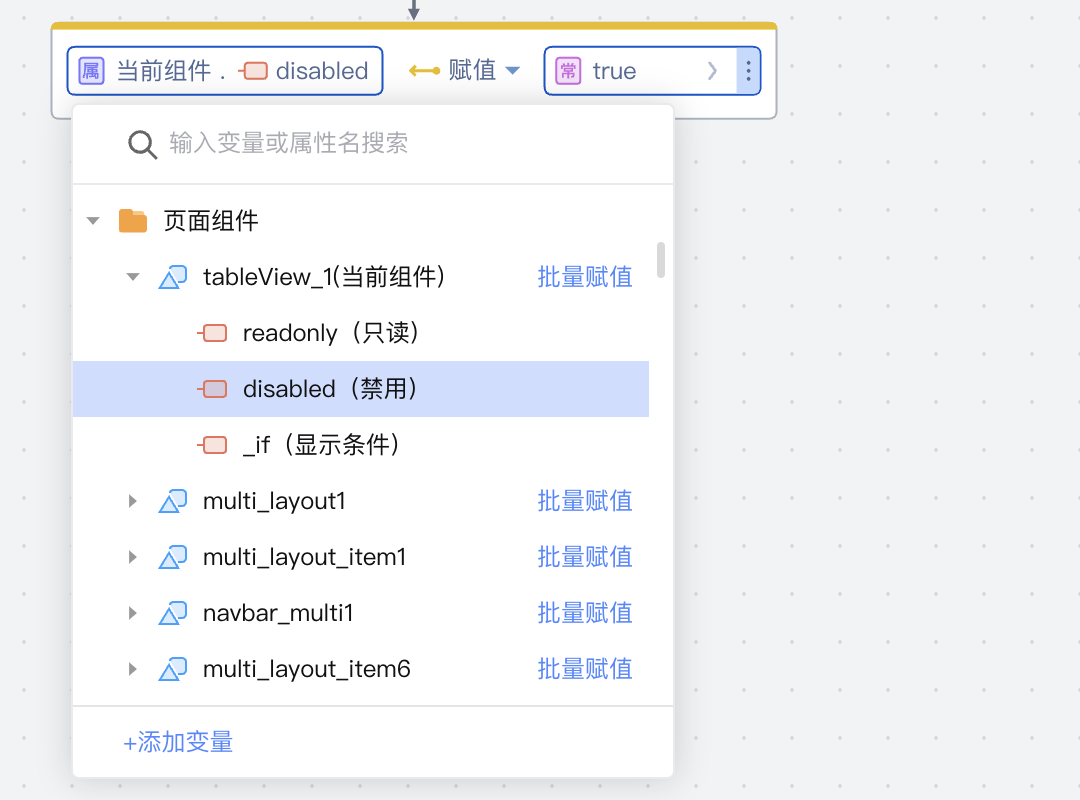 属 当前组件 . disabled 赋值 常 true
输入变量或属性名搜索
页面组件
tableView_1(当前组件) 批量赋值
readonly（只读）
disabled（禁用）
_if（显示条件）
multi_layout1 批量赋值
multi_layout_item1 批量赋值
navbar_multi1 批量赋值
multi_layout_item6 批量赋值
+添加变量